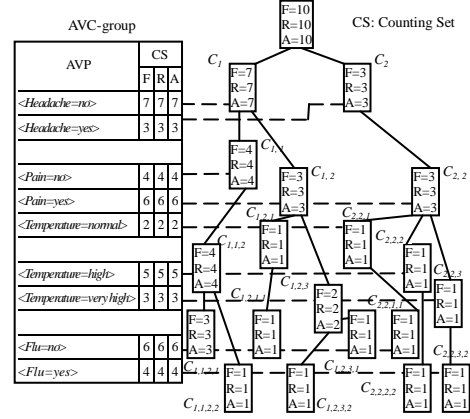 AVC-group
CS: Counting Set
AVP
CS
F R A
<Headache=no> 7 7 7
<Headache=yes> 3 3 3
<Pain=no> 4 4 4
<Pain=yes> 6 6 6
<Temperature=normal> 2 2 2
<Temperature=high> 5 5 5
<Temperature=very high> 3 3 3
<Flu=no> 6 6 6
<Flu=yes> 4 4 4
F=10
R=10
A=10
C1
F=7
R=7
A=7
C2
F=3
R=3
A=3
F=4
R=4
A=4
C1,1
F=3
R=3
A=3
C1,2
F=3
R=3
A=3
C2,2
F=4
R=4
A=4
C1,1,2
F=1
R=1
A=1
C1,2,1
F=1
R=1
A=1
C2,2,1
F=1
R=1
A=1
C2,2,2
F=1
R=1
A=1
C2,2,3
F=2
R=2
A=2
C1,2,3
F=3
R=3
A=3
C1,1,2,1
F=1
R=1
A=1
C1,2,1,1
F=1
R=1
A=1
C1,2,3,1
F=1
R=1
A=1
C2,2,1,1
F=1
R=1
A=1
C1,1,2,2
F=1
R=1
A=1
C1,2,3,2
F=1
R=1
A=1
C2,2,2,2
F=1
R=1
A=1
C2,2,3,2